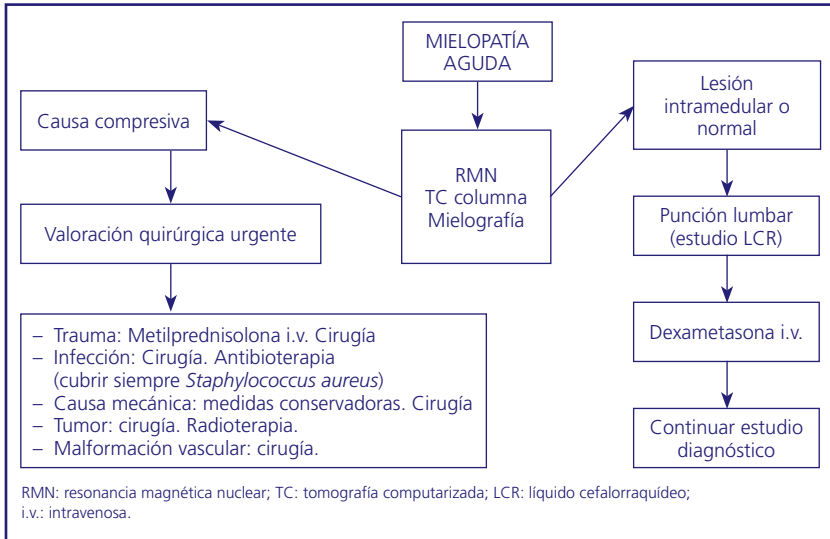 MIELOPATÍA
AGUDA
Causa compresiva
RMN
TC columna
Mielografía
Lesión
intramedular o
normal
Valoración quirúrgica urgente
Punción lumbar
(estudio LCR)
– Trauma: Metilprednisolona i.v. Cirugía
– Infección: Cirugía. Antibioterapia
(cubrir siempre Staphylococcus aureus)
– Causa mecánica: medidas conservadoras. Cirugía
– Tumor: cirugía. Radioterapia.
– Malformación vascular: cirugía.
Dexametasona i.v.
Continuar estudio
diagnóstico
RMN: resonancia magnética nuclear; TC: tomografía computarizada; LCR: líquido cefalorraquídeo;
i.v.: intravenosa.